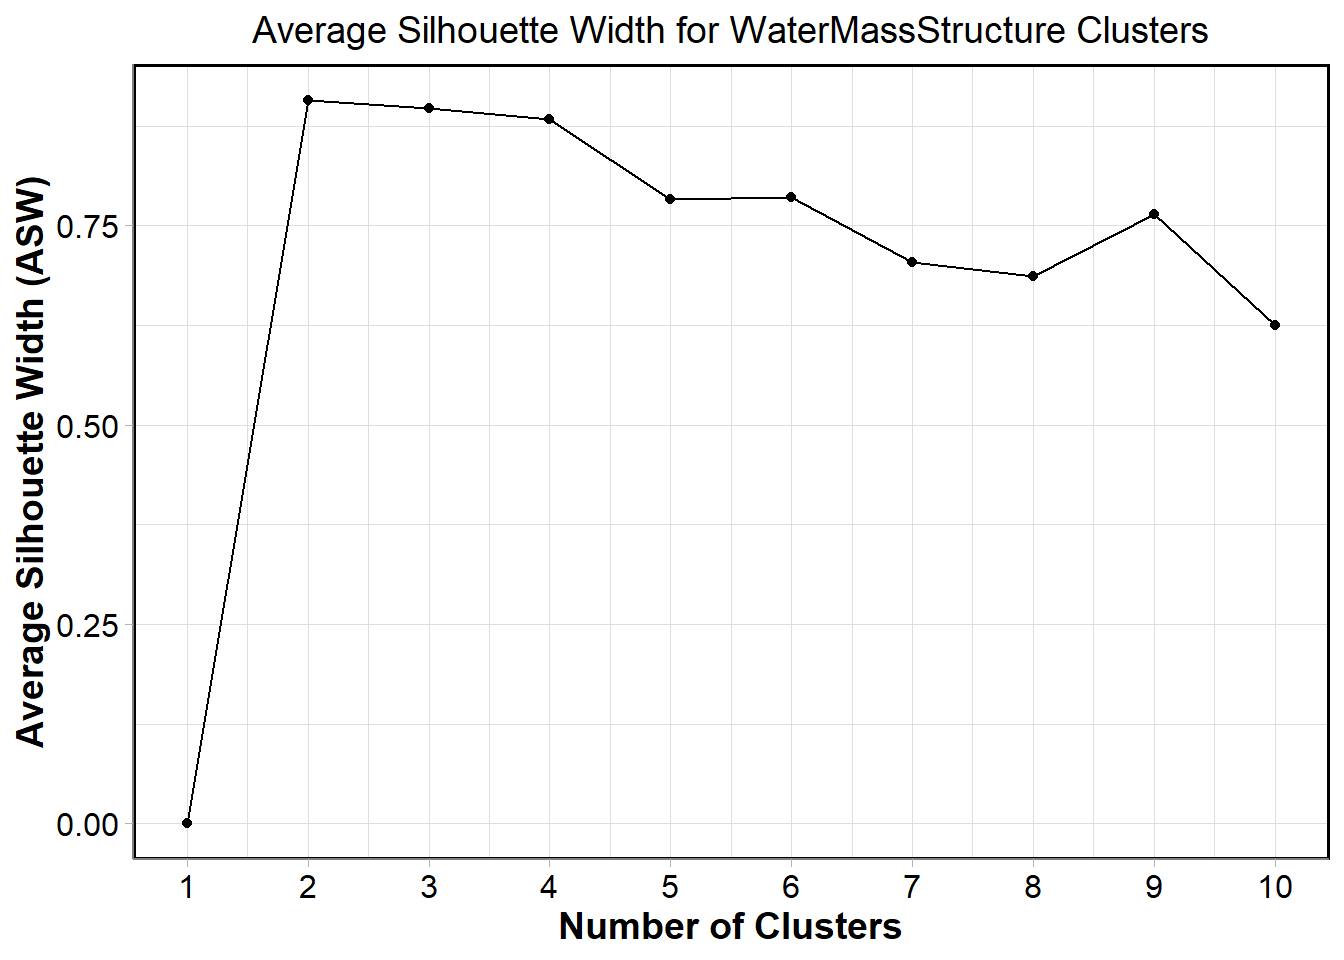 Average Silhouette Width for WaterMassStructure Clusters
Average Silhouette Width (ASW)
0.75
0.50
0.25
0.00
1 2 3 4 5 6 7 8 9 10
Number of Clusters